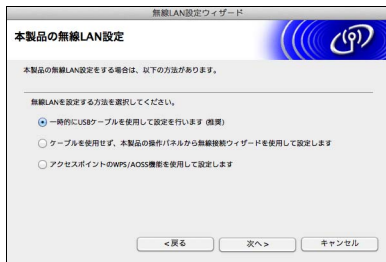 無線LAN設定ウィザード
本製品の無線LAN設定
本製品の無線LAN設定をする場合は、以下の方法があります。
無線LANを設定する方法を選択してください。
一時的にUSBケーブルを使用して設定を行います (推奨)
ケーブルを使用せず、本製品の操作パネルから無線接続ウィザードを使用して設定します
アクセスポイントのWPS/AOSS機能を使用して設定します
<戻る 次へ> キャンセル